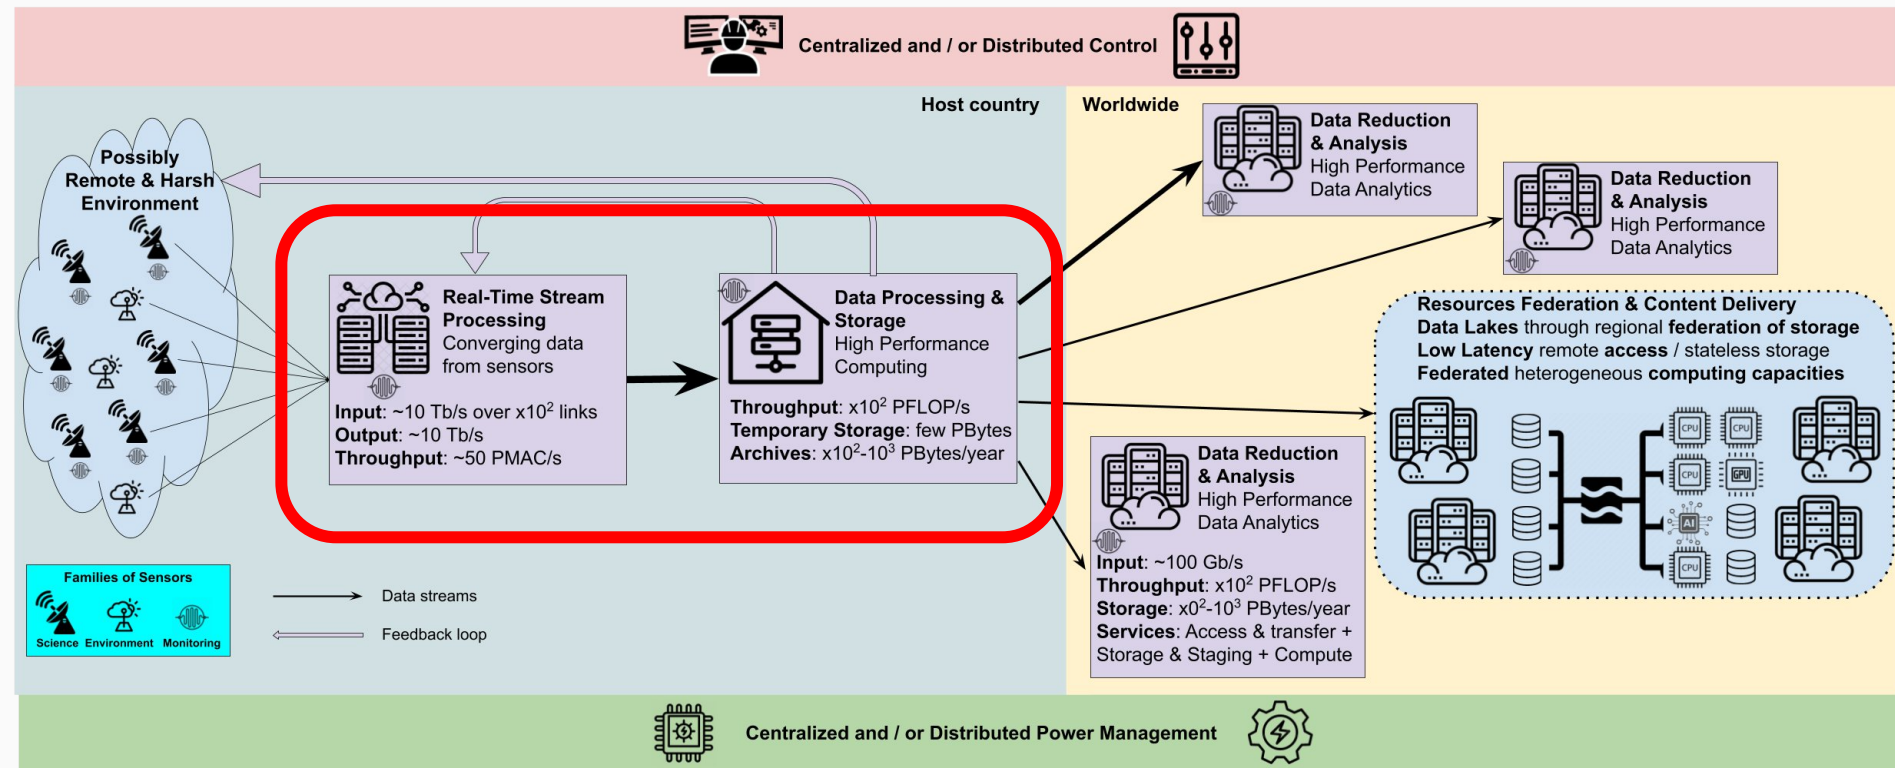 Centralized and / or Distributed Control
Host country
Worldwide
Possibly
Remote & Harsh
Environment
Real-Time Stream
Processing
Converging data
from sensors
Input: ~10 Tb/s over x10² links
Output: ~10 Tb/s
Throughput: ~50 PMAC/s
Data Processing &
Storage
High Performance
Computing
Throughput: x10² PFLOP/s
Temporary Storage: few PBytes
Archives: x10²-10³ PBytes/year
Data Reduction
& Analysis
High Performance
Data Analytics
Data Reduction
& Analysis
High Performance
Data Analytics
Resources Federation & Content Delivery
Data Lakes through regional federation of storage
Low Latency remote access / stateless storage
Federated heterogeneous computing capacities
CPU
CPU
CPU
GPU
AI
CPU
Data Reduction
& Analysis
High Performance
Data Analytics
Input: ~100 Gb/s
Throughput: x10² PFLOP/s
Storage: x0²-10³ PBytes/year
Services: Access & transfer +
Storage & Staging + Compute
Families of Sensors
Science Environment Monitoring
Data streams
Feedback loop
Centralized and / or Distributed Power Management